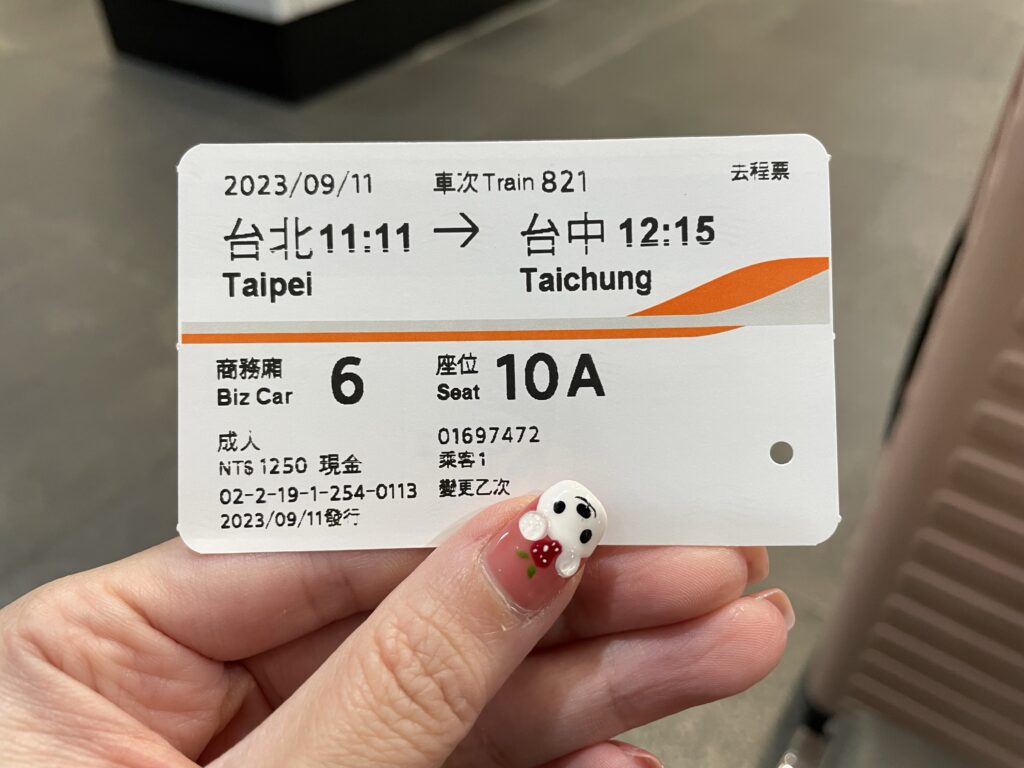 2023/09/11 車次 Train 821 去程票
台北 11:11 → 台中 12:15
Taipei Taichung
商務廂 6 座位 10A
Biz Car Seat
成人 01697472
NT$ 1250 現金 乘客1
02-2-19-1-254-0113 變更乙次
2023/09/11發行